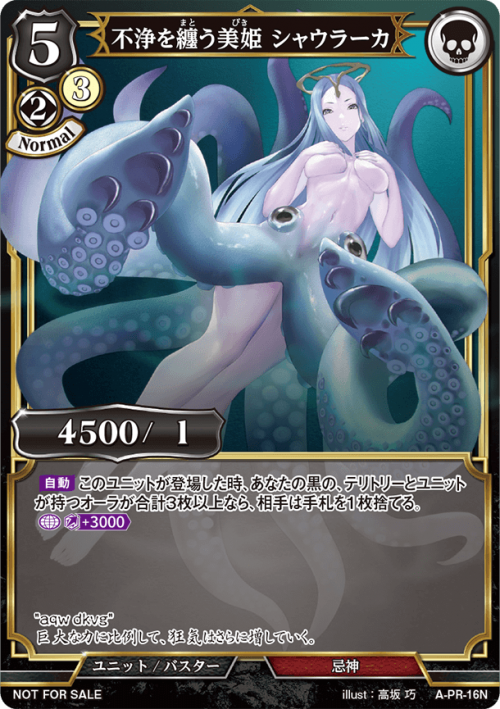 5
不浄を纏う美姫 シャウラーカ
まと
びき
2
3
Normal
4500/ 1
自動 このユニットが登場した時、あなたの黒の、テリトリーとユニット
が持つオーラが合計3枚以上なら、相手は手札を1枚捨てる。
+3000
"aqw dkvg"
巨大な力に比例して、狂気はさらに増していく。
ユニット / バスター
忌神
NOT FOR SALE
illust : 高坂 巧
A-PR-16N